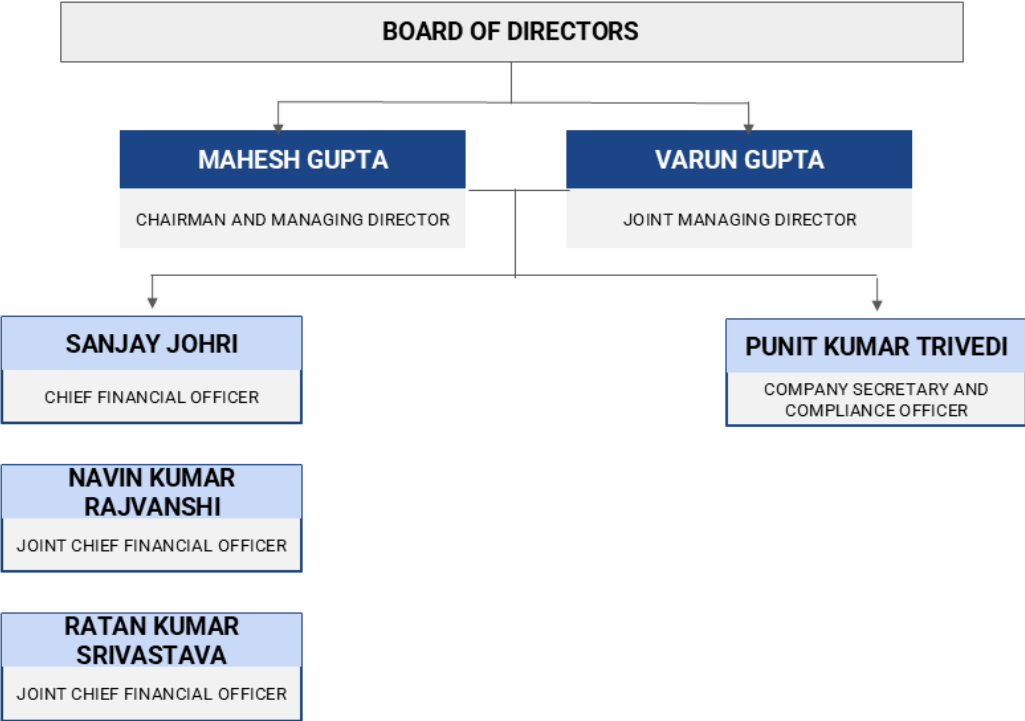 BOARD OF DIRECTORS
MAHESH GUPTA
CHAIRMAN AND MANAGING DIRECTOR
VARUN GUPTA
JOINT MANAGING DIRECTOR
SANJAY JOHRI
CHIEF FINANCIAL OFFICER
PUNIT KUMAR TRIVEDI
COMPANY SECRETARY AND
COMPLIANCE OFFICER
NAVIN KUMAR
RAJVANSHI
JOINT CHIEF FINANCIAL OFFICER
RATAN KUMAR
SRIVASTAVA
JOINT CHIEF FINANCIAL OFFICER